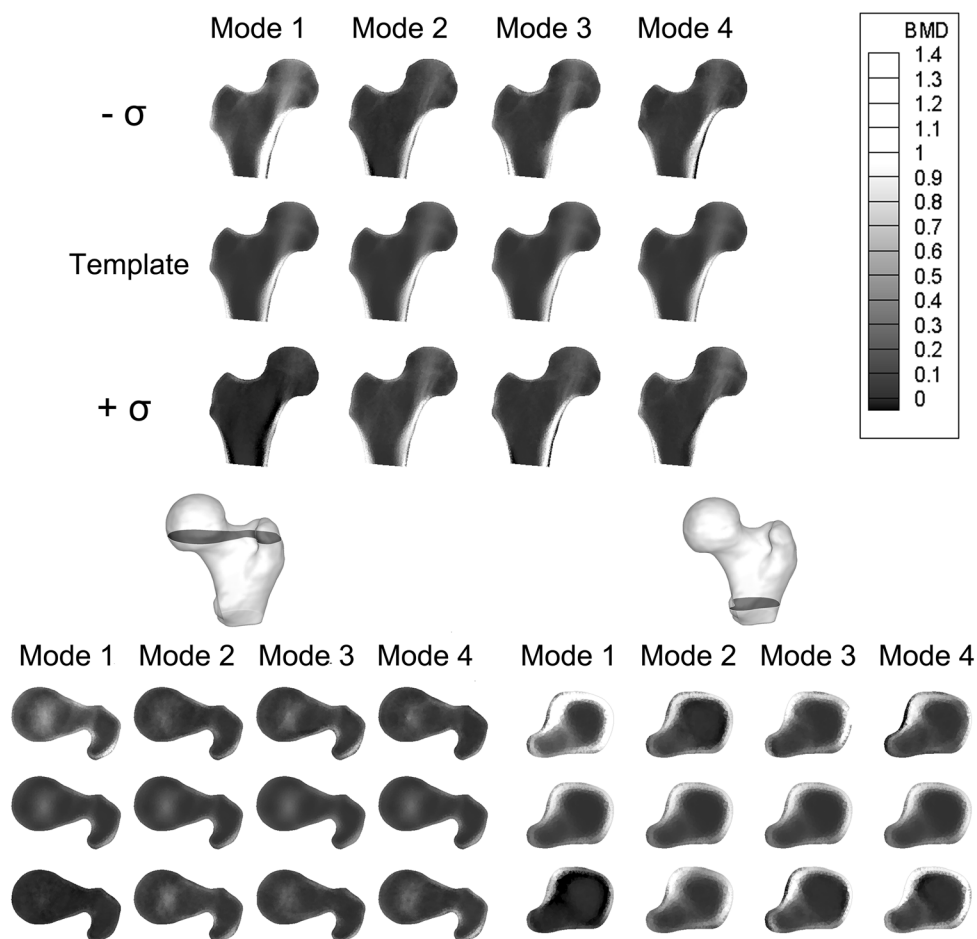 Mode 1 Mode 2 Mode 3 Mode 4
BMD
1.4
1.3
1.2
1.1
1
0.9
0.8
0.7
0.6
0.5
0.4
0.3
0.2
0.1
0
- σ
Template
+ σ
Mode 1 Mode 2 Mode 3 Mode 4 Mode 1 Mode 2 Mode 3 Mode 4